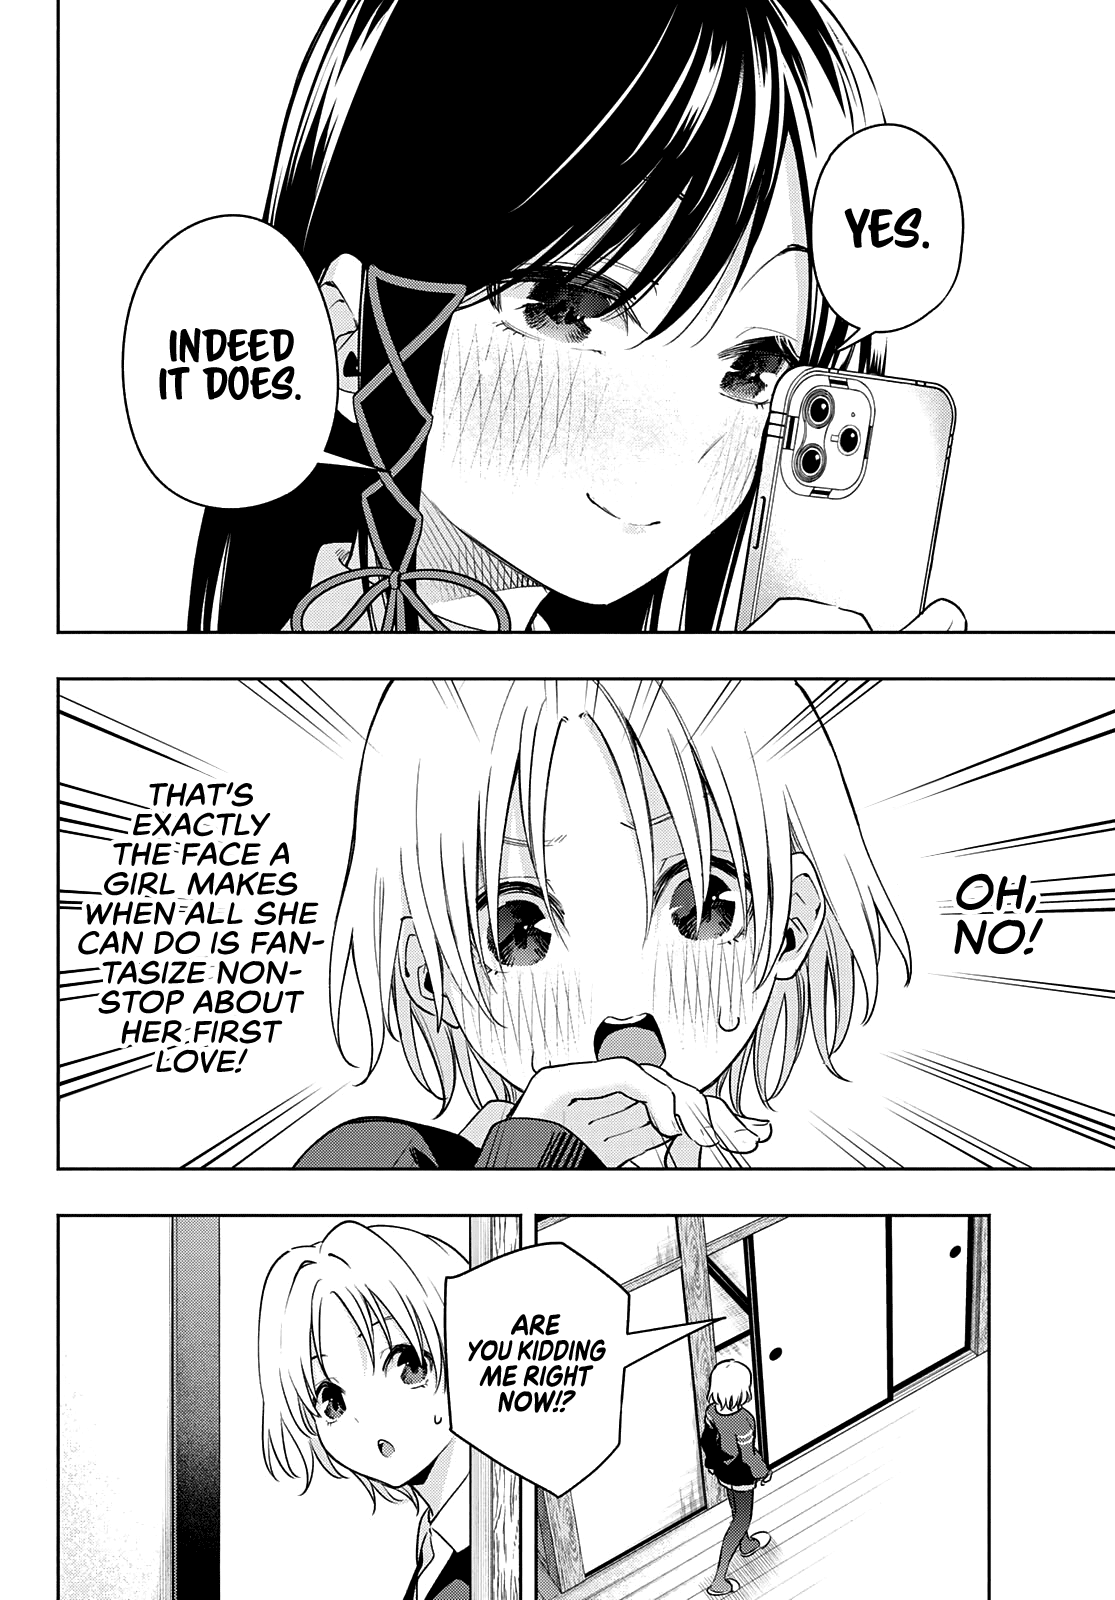 YES.
INDEED
IT DOES.
OH,
NO!
THAT'S
EXACTLY
THE FACE A
GIRL MAKES
WHEN ALL SHE
CAN DO IS FAN-
TASIZE NON-
STOP ABOUT
HER FIRST
LOVE!
ARE
YOU KIDDING
ME RIGHT
NOW!?